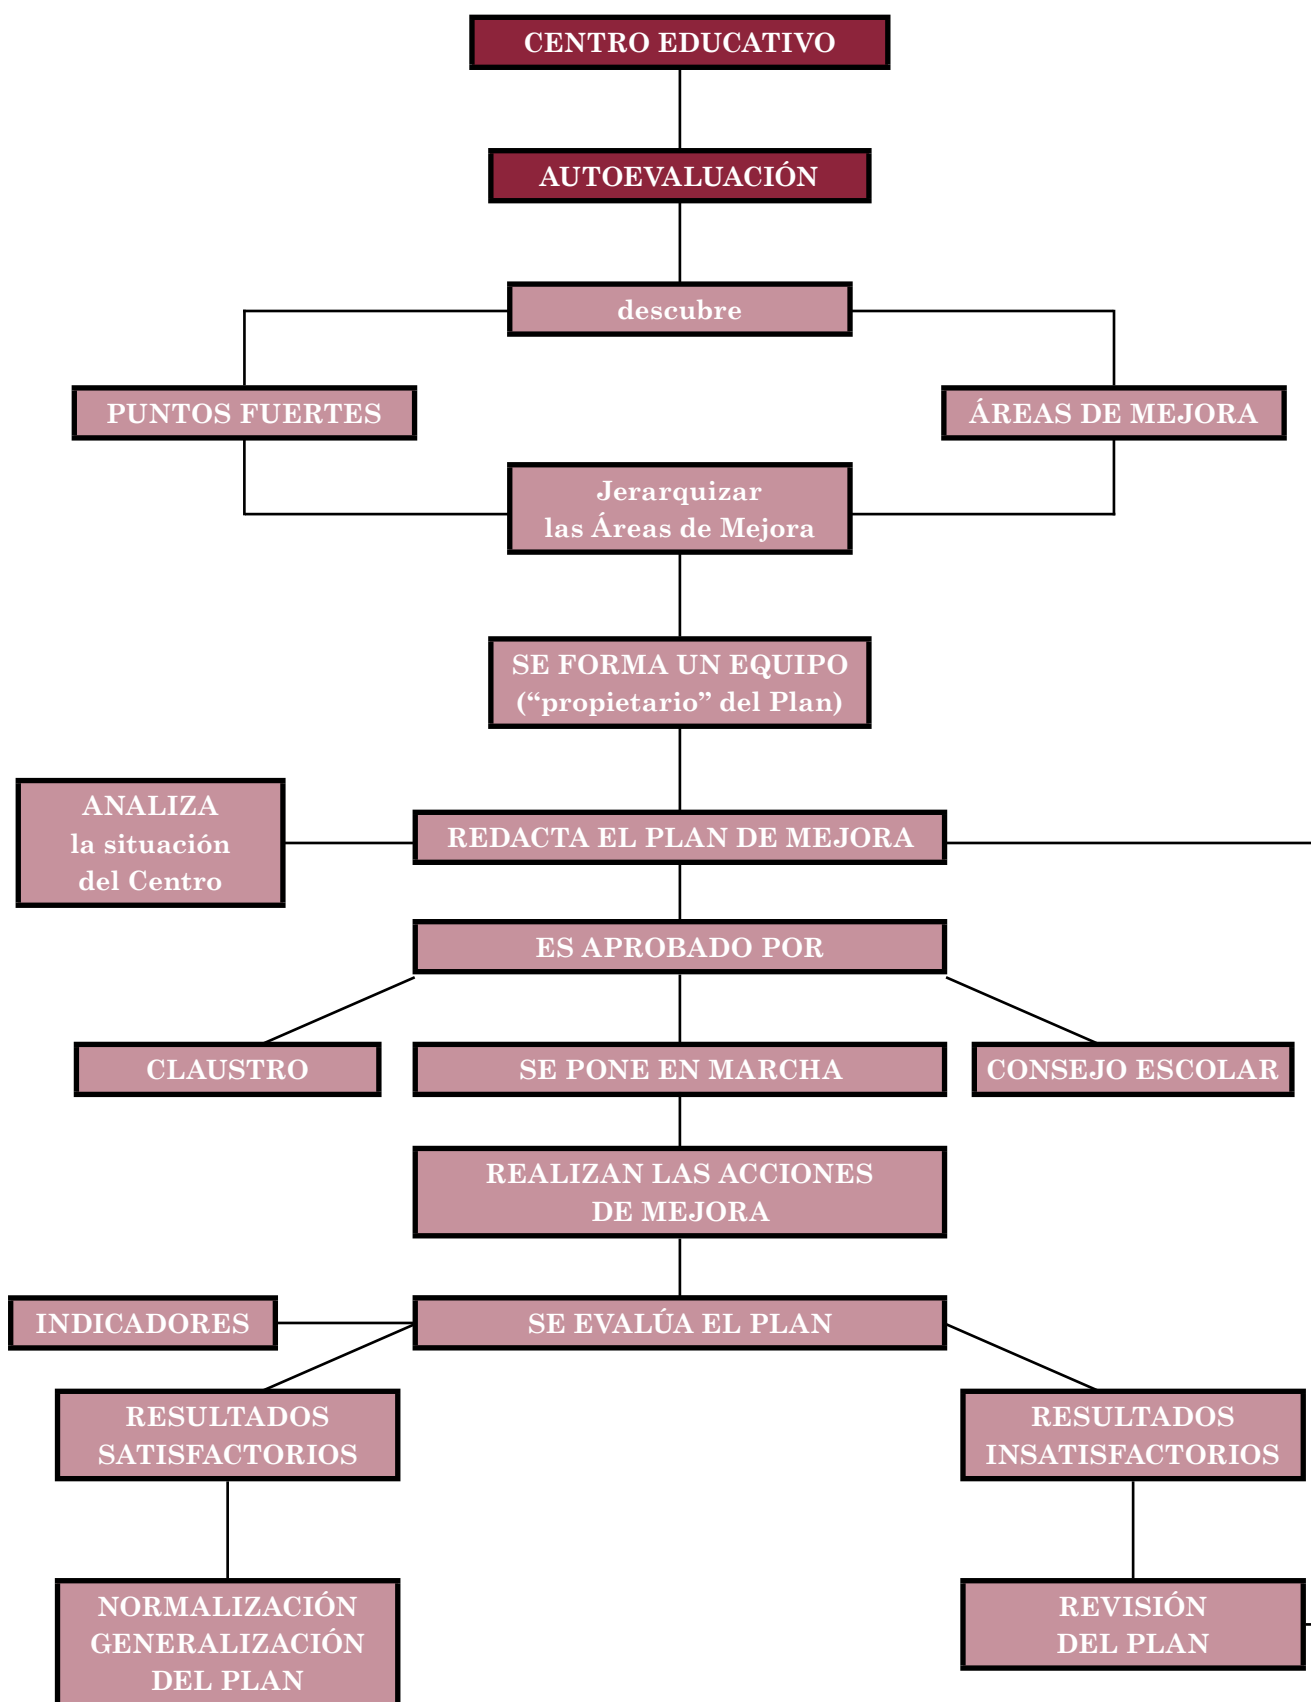 CENTRO EDUCATIVO
AUTOEVALUACIÓN
descubre
PUNTOS FUERTES
ÁREAS DE MEJORA
Jerarquizar
las Áreas de Mejora
SE FORMA UN EQUIPO
(“propietario” del Plan)
ANALIZA
la situación
del Centro
REDACTA EL PLAN DE MEJORA
ES APROBADO POR
CLAUSTRO
SE PONE EN MARCHA
CONSEJO ESCOLAR
REALIZAN LAS ACCIONES
DE MEJORA
INDICADORES
SE EVALÚA EL PLAN
RESULTADOS
SATISFACTORIOS
RESULTADOS
INSATISFACTORIOS
NORMALIZACIÓN
GENERALIZACIÓN
DEL PLAN
REVISIÓN
DEL PLAN